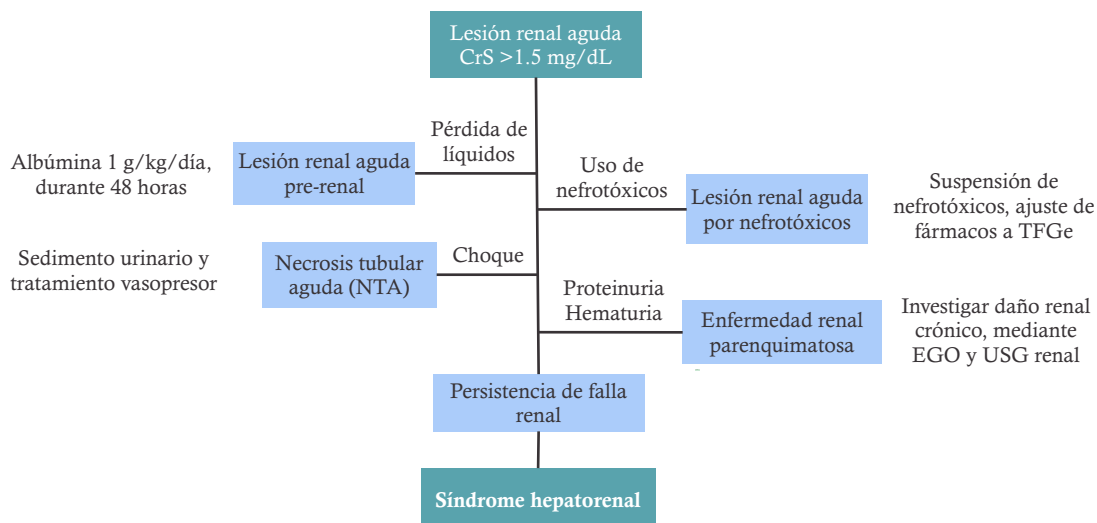 Lesión renal aguda
CrS >1.5 mg/dL
Pérdida de
líquidos
Albúmina 1 g/kg/día,
durante 48 horas
Lesión renal aguda
pre-renal
Uso de
nefrotóxicos
Lesión renal aguda
por nefrotóxicos
Suspensión de
nefrotóxicos, ajuste de
fármacos a TFGe
Sedimento urinario y
tratamiento vasopresor
Necrosis tubular
aguda (NTA)
Choque
Proteinuria
Hematuria
Enfermedad renal
parenquimatosa
Investigar daño renal
crónico, mediante
EGO y USG renal
Persistencia de falla
renal
Síndrome hepatorenal